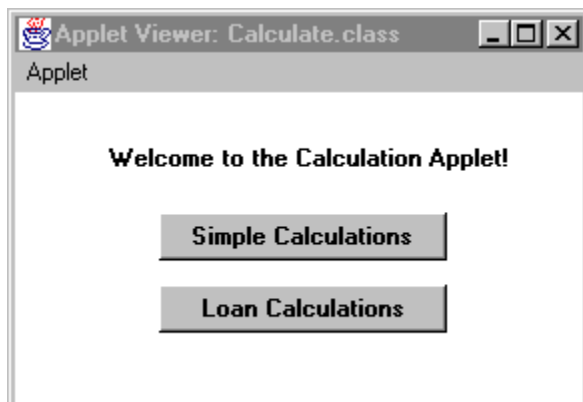 Applet Viewer: Calculate.class
Applet
Welcome to the Calculation Applet!
Simple Calculations
Loan Calculations